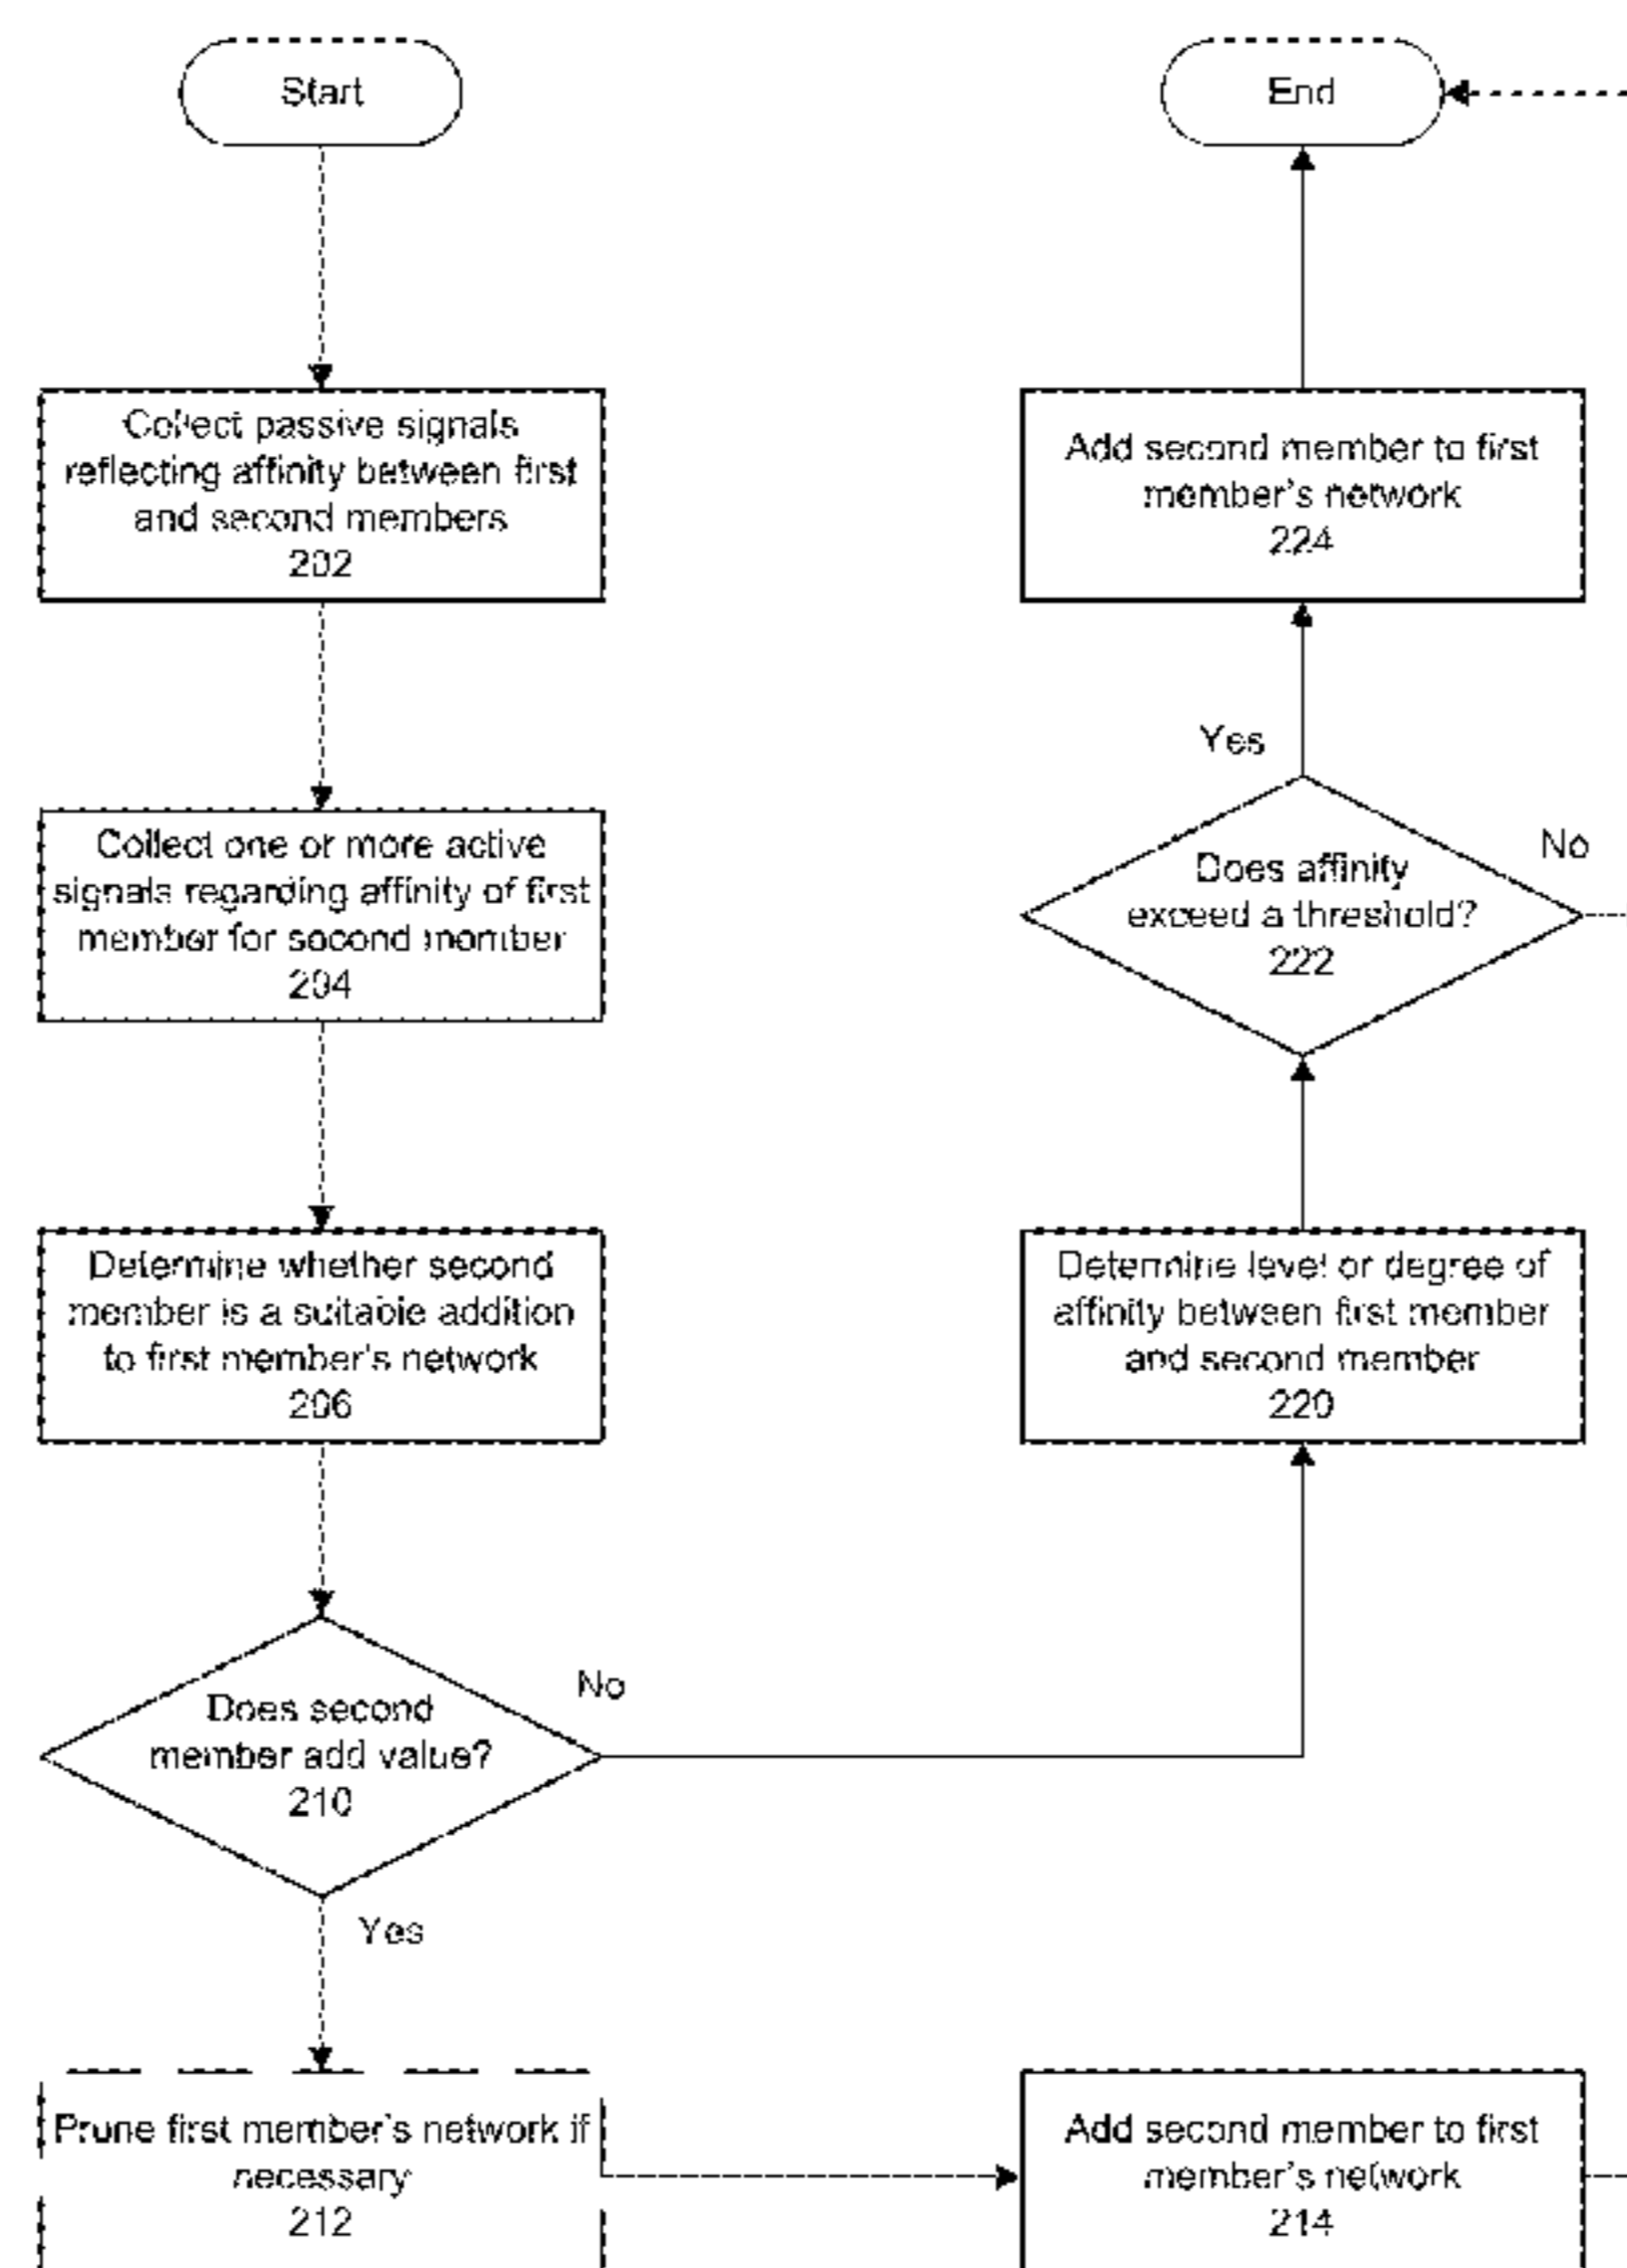 Start
Collect passive signals
reflecting affinity between first
and second members
202
Collect one or more active
signals regarding affinity of first
member for second member
204
Determine whether second
member is a suitable addition
to first member's network
206
Does second
member add value?
210
No
Yes
Prune first member's network if
necessary
212
Add second member to first
member's network
214
Determine level or degree of
affinity between first member
and second member
220
Does affinity
exceed a threshold?
222
No
Yes
Add second member to first
member's network
224
End